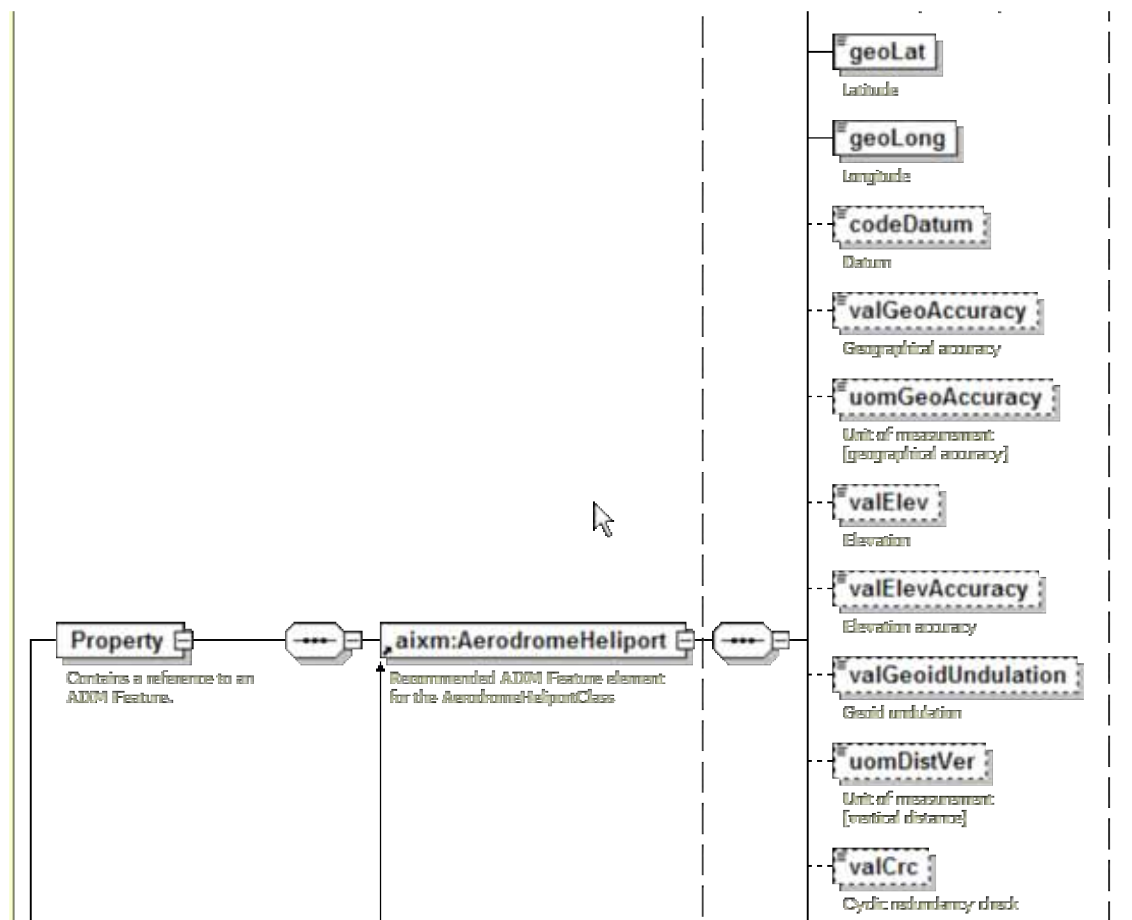 geoLat
Latitude
geoLong
Longitude
codeDatum
Datum
valGeoAccuracy
Geographical accuracy
uomGeoAccuracy
Unit of measurement
[geographical accuracy]
valElev
Elevation
valElevAccuracy
Elevation accuracy
Property
Contains a reference to an
AIXM Feature.
aixm:AerodromeHeliport
Recommended AIXM Feature element
for the AerodromeHeliportClass
valGeoidUndulation
Geoid undulation
uomDistVer
Unit of measurement
[vertical distance]
valCrc
Cyclic redundancy check